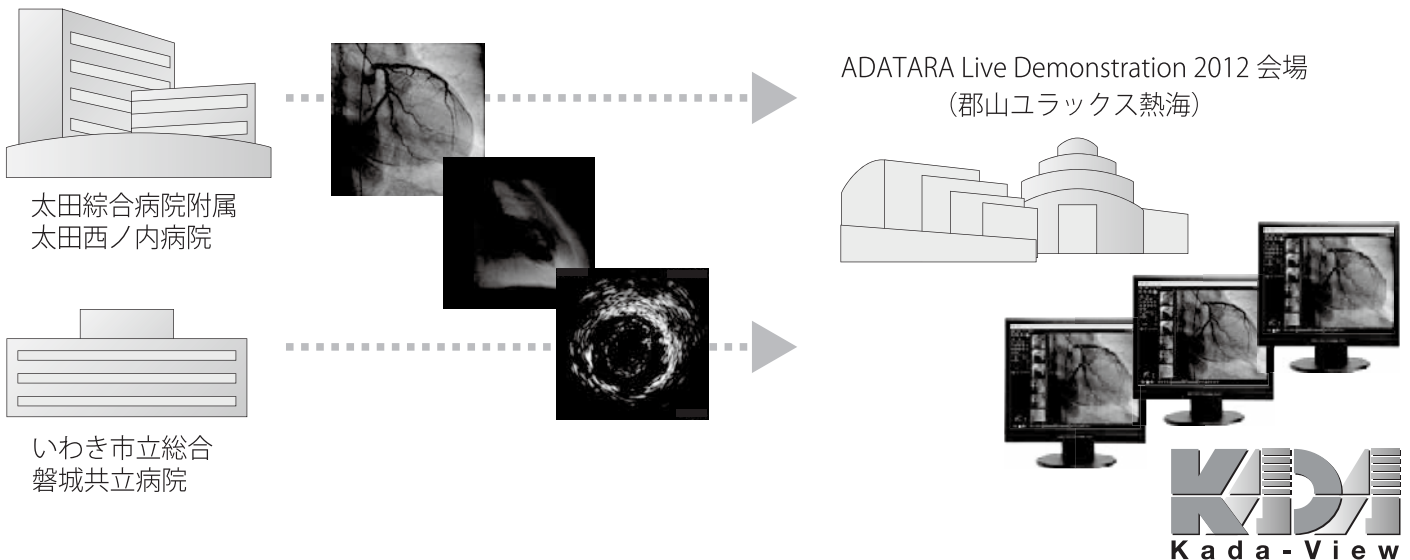 太田綜合病院附属
太田西ノ内病院
いわき市立総合
磐城共立病院
ADATARA Live Demonstration 2012 会場
（郡山ユラックス熱海）
KADA
Kada-View